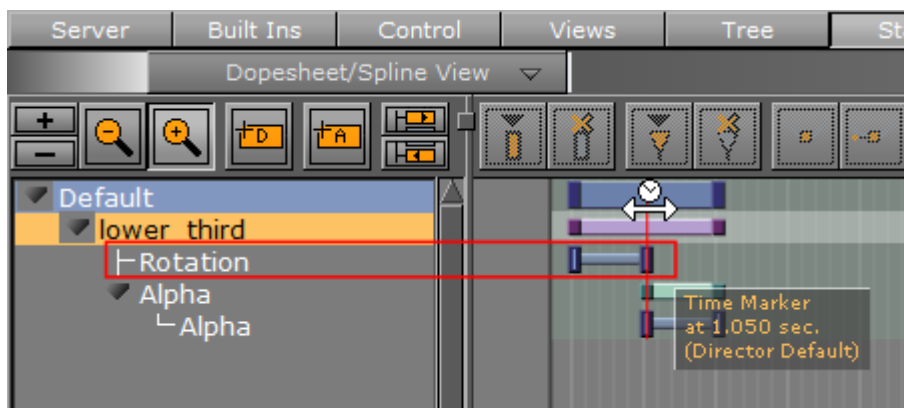 Server Built Ins Control Views Tree
Dopesheet/Spline View
+ - D A
Default
lower_third
Rotation
Alpha
Alpha
Time Marker
at 1.050 sec.
(Director Default)